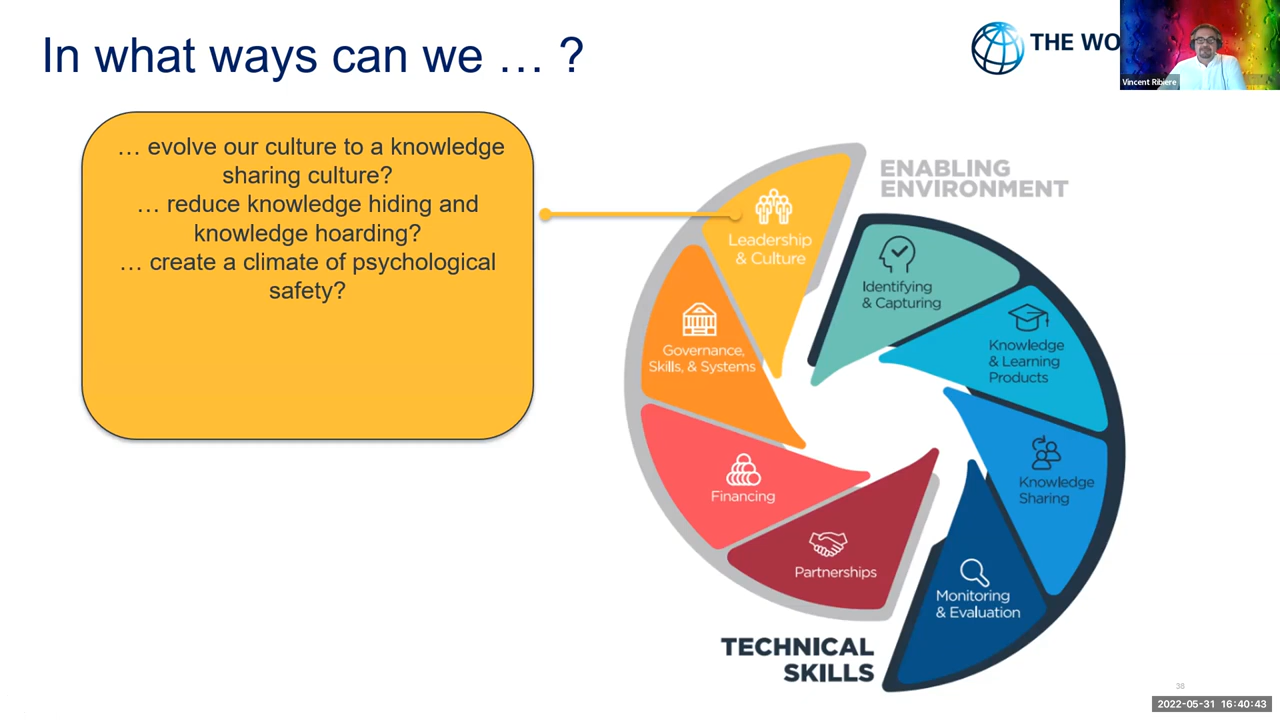 In what ways can we … ?
THE WO
Vincent Ribiere
… evolve our culture to a knowledge
sharing culture?
… reduce knowledge hiding and
knowledge hoarding?
… create a climate of psychological
safety?
ENABLING
ENVIRONMENT
Leadership
& Culture
Identifying
& Capturing
Governance,
Skills, & Systems
Knowledge
& Learning
Products
Financing
Knowledge
Sharing
Partnerships
Monitoring
& Evaluation
TECHNICAL
SKILLS
38
2022-05-31 16:40:43